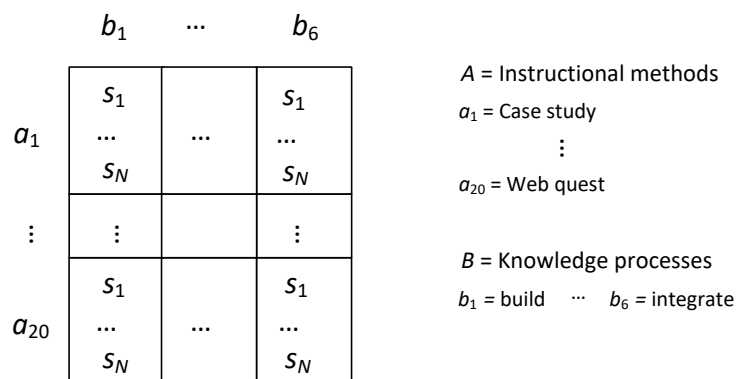 b1 ... b6
s1 s1
a1 ... ... ...
sN sN
⋮ ⋮ ⋮
s1 s1
a20 ... ... ...
sN sN
A = Instructional methods
a1 = Case study
⋮
a20 = Web quest
B = Knowledge processes
b1 = build ... b6 = integrate